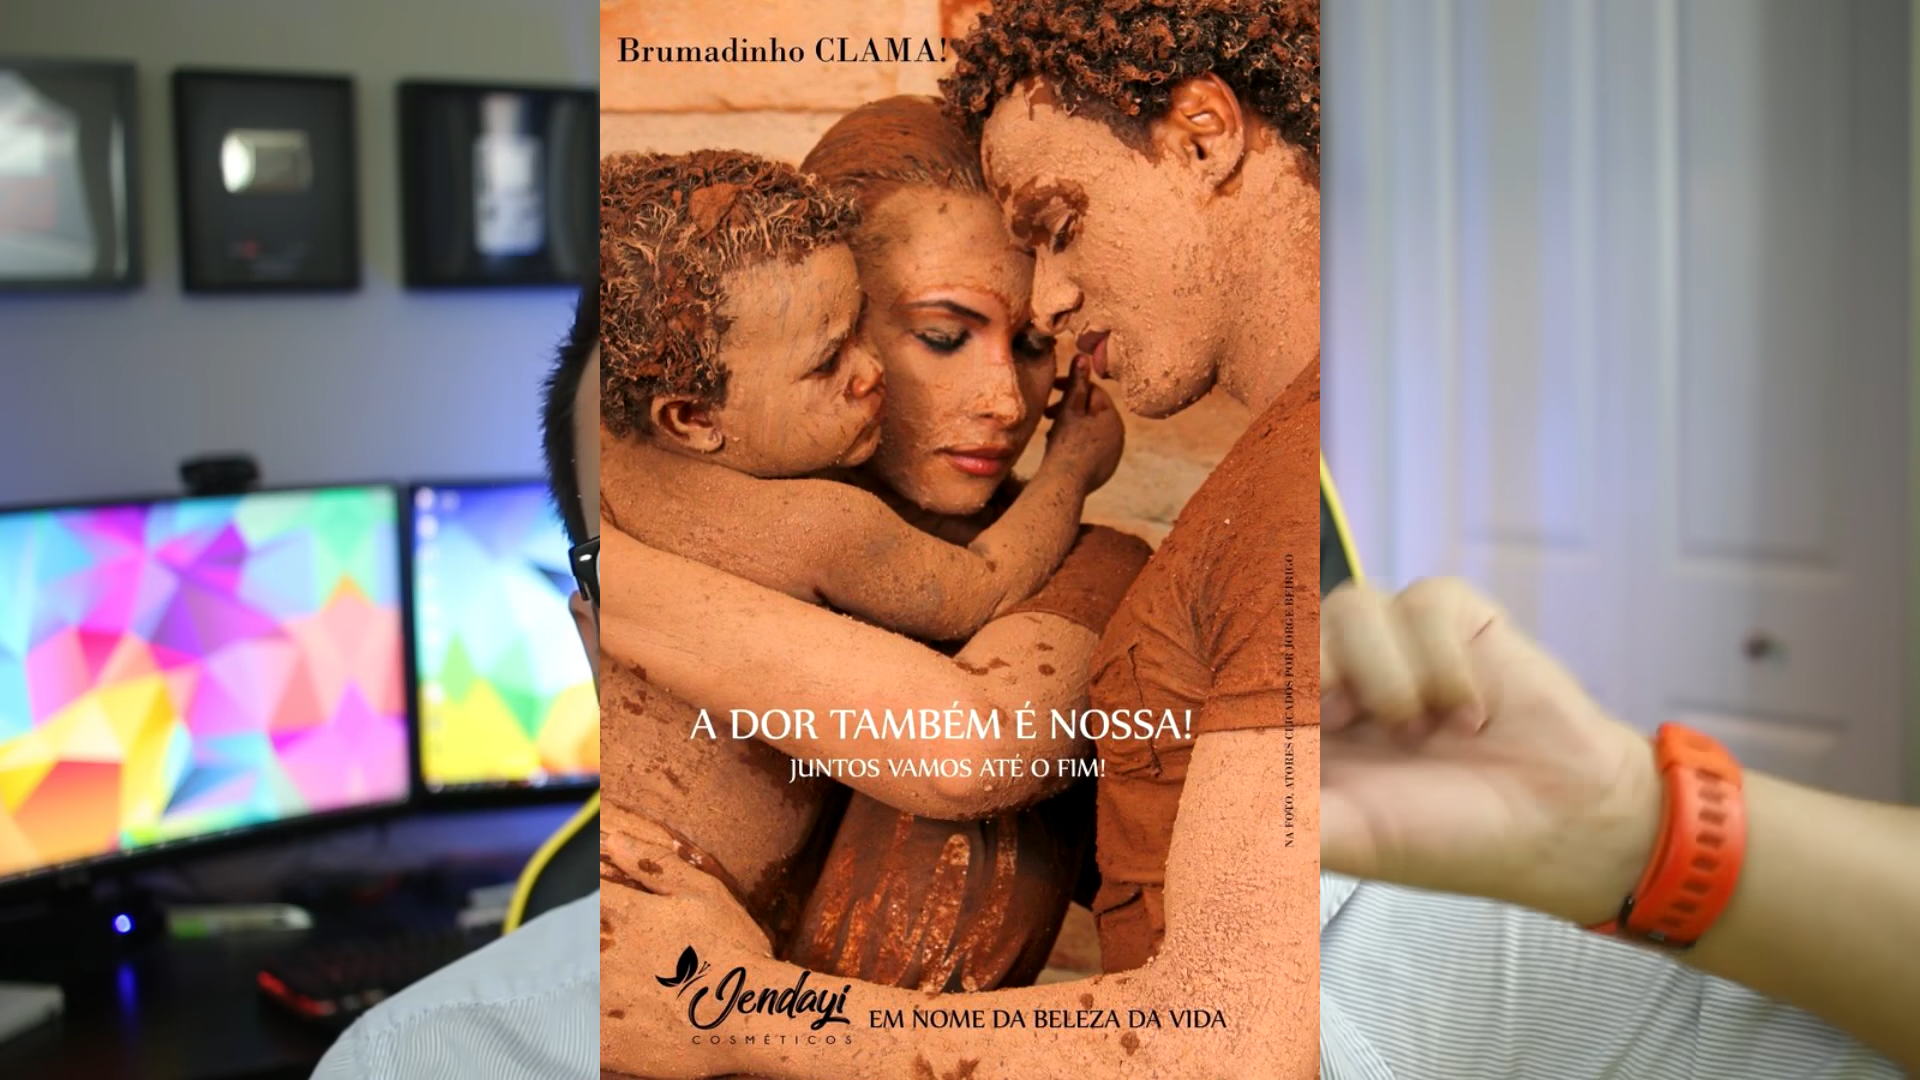 Brumadinho CLAMA!
A DOR TAMBÉM É NOSSA!
JUNTOS VAMOS ATÉ O FIM!
NA FOTO, ATORES CLICADOS POR JORGE BEIRIGO
Jendayi
COSMÉTICOS
EM NOME DA BELEZA DA VIDA